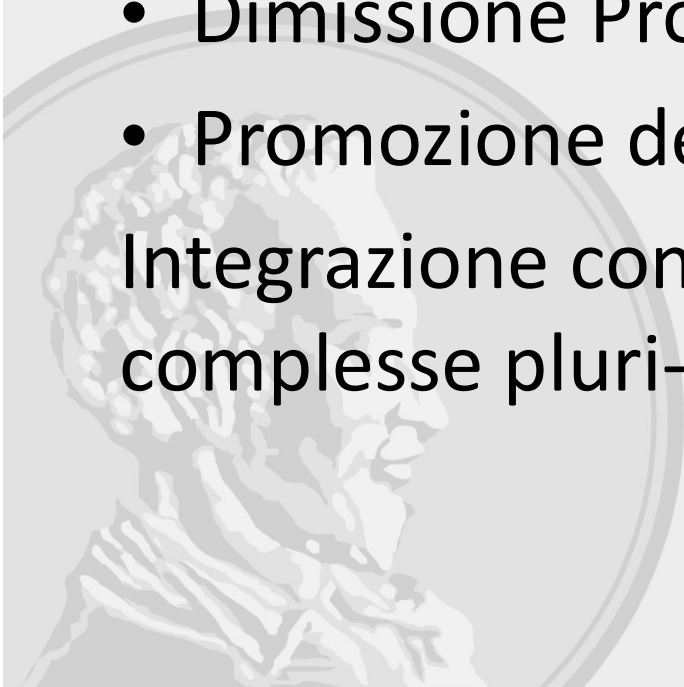 • Dimissione Pro
• Promozione de
Integrazione con
complesse pluri-